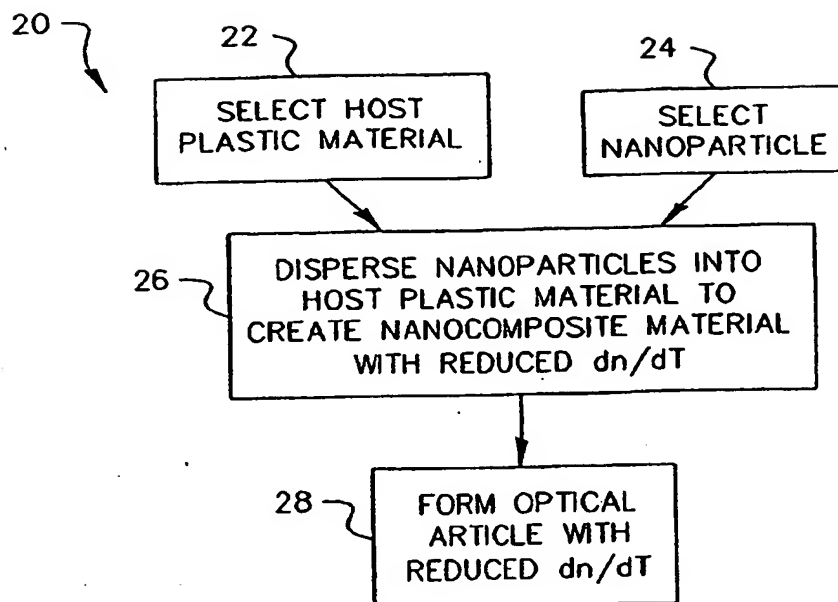 20
22
24
SELECT HOST
PLASTIC MATERIAL
SELECT
NANOPARTICLE
26
DISPERSE NANOPARTICLES INTO
HOST PLASTIC MATERIAL TO
CREATE NANOCOMPOSITE MATERIAL
WITH REDUCED dn/dT
28
FORM OPTICAL
ARTICLE WITH
REDUCED dn/dT